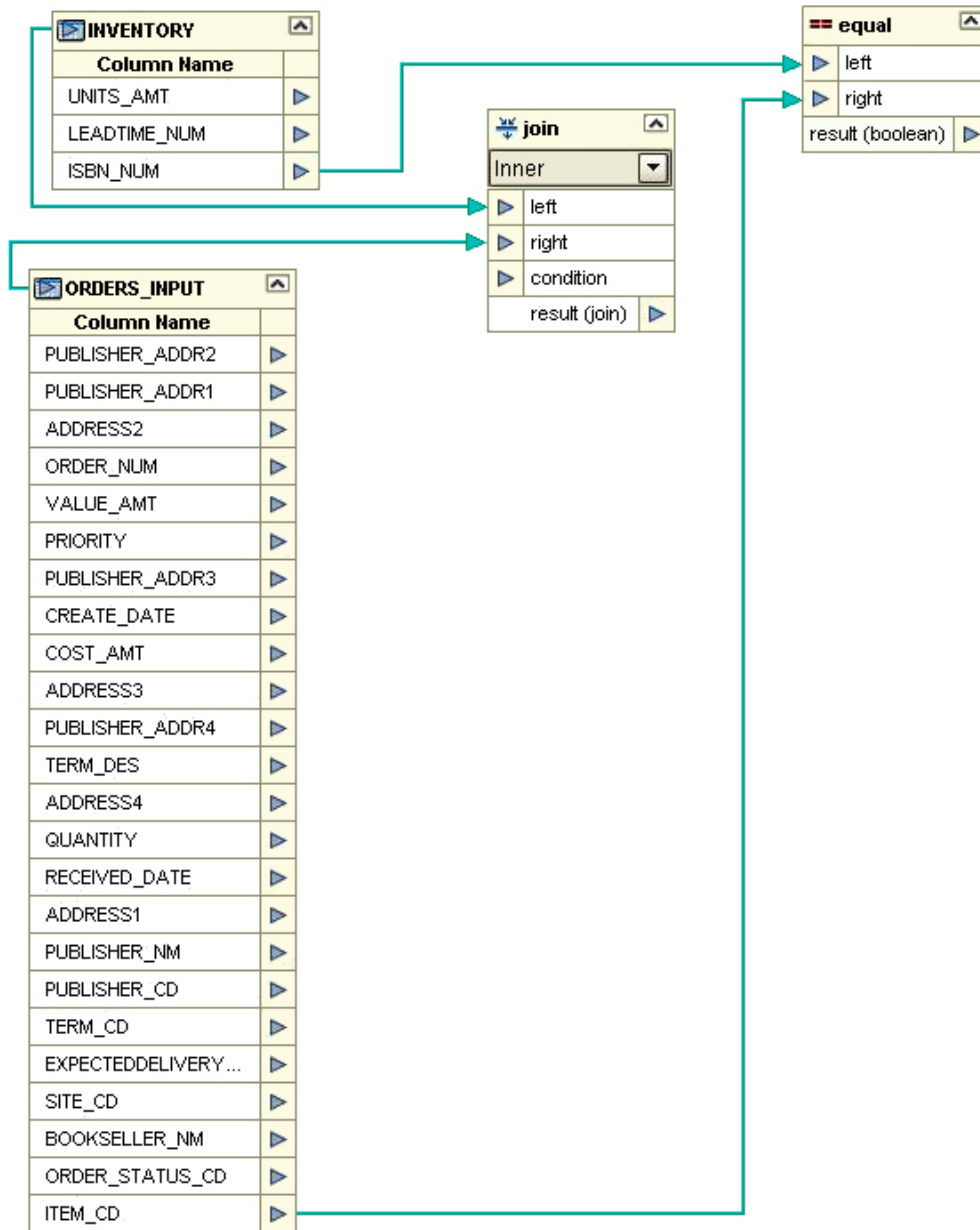 INVENTORY
Column Name
UNITS_AMT
LEADTIME_NUM
ISBN_NUM
== equal
left
right
result (boolean)
join
Inner
left
right
condition
result (join)
ORDERS_INPUT
Column Name
PUBLISHER_ADDR2
PUBLISHER_ADDR1
ADDRESS2
ORDER_NUM
VALUE_AMT
PRIORITY
PUBLISHER_ADDR3
CREATE_DATE
COST_AMT
ADDRESS3
PUBLISHER_ADDR4
TERM_DES
ADDRESS4
QUANTITY
RECEIVED_DATE
ADDRESS1
PUBLISHER_NM
PUBLISHER_CD
TERM_CD
EXPECTEDDELIVERY...
SITE_CD
BOOKSELLER_NM
ORDER_STATUS_CD
ITEM_CD